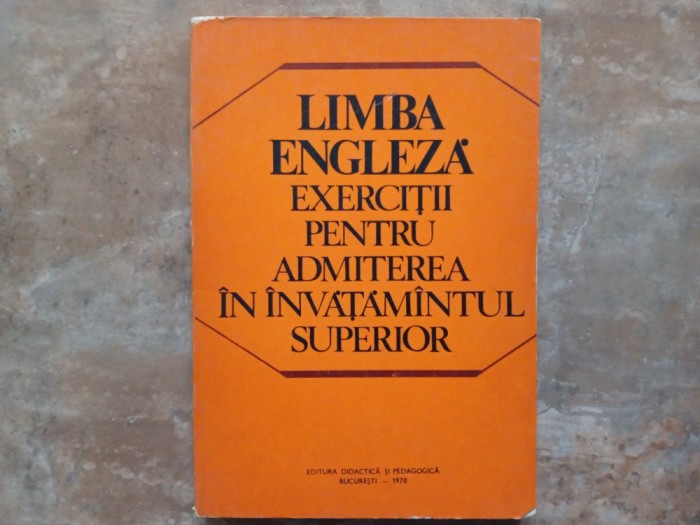 LIMBA
ENGLEZĂ
EXERCIȚII
PENTRU
ADMITEREA
ÎN ÎNVĂȚĂMÎNTUL
SUPERIOR
EDITURA DIDACTICĂ ȘI PEDAGOGICĂ
BUCUREȘTI — 1978